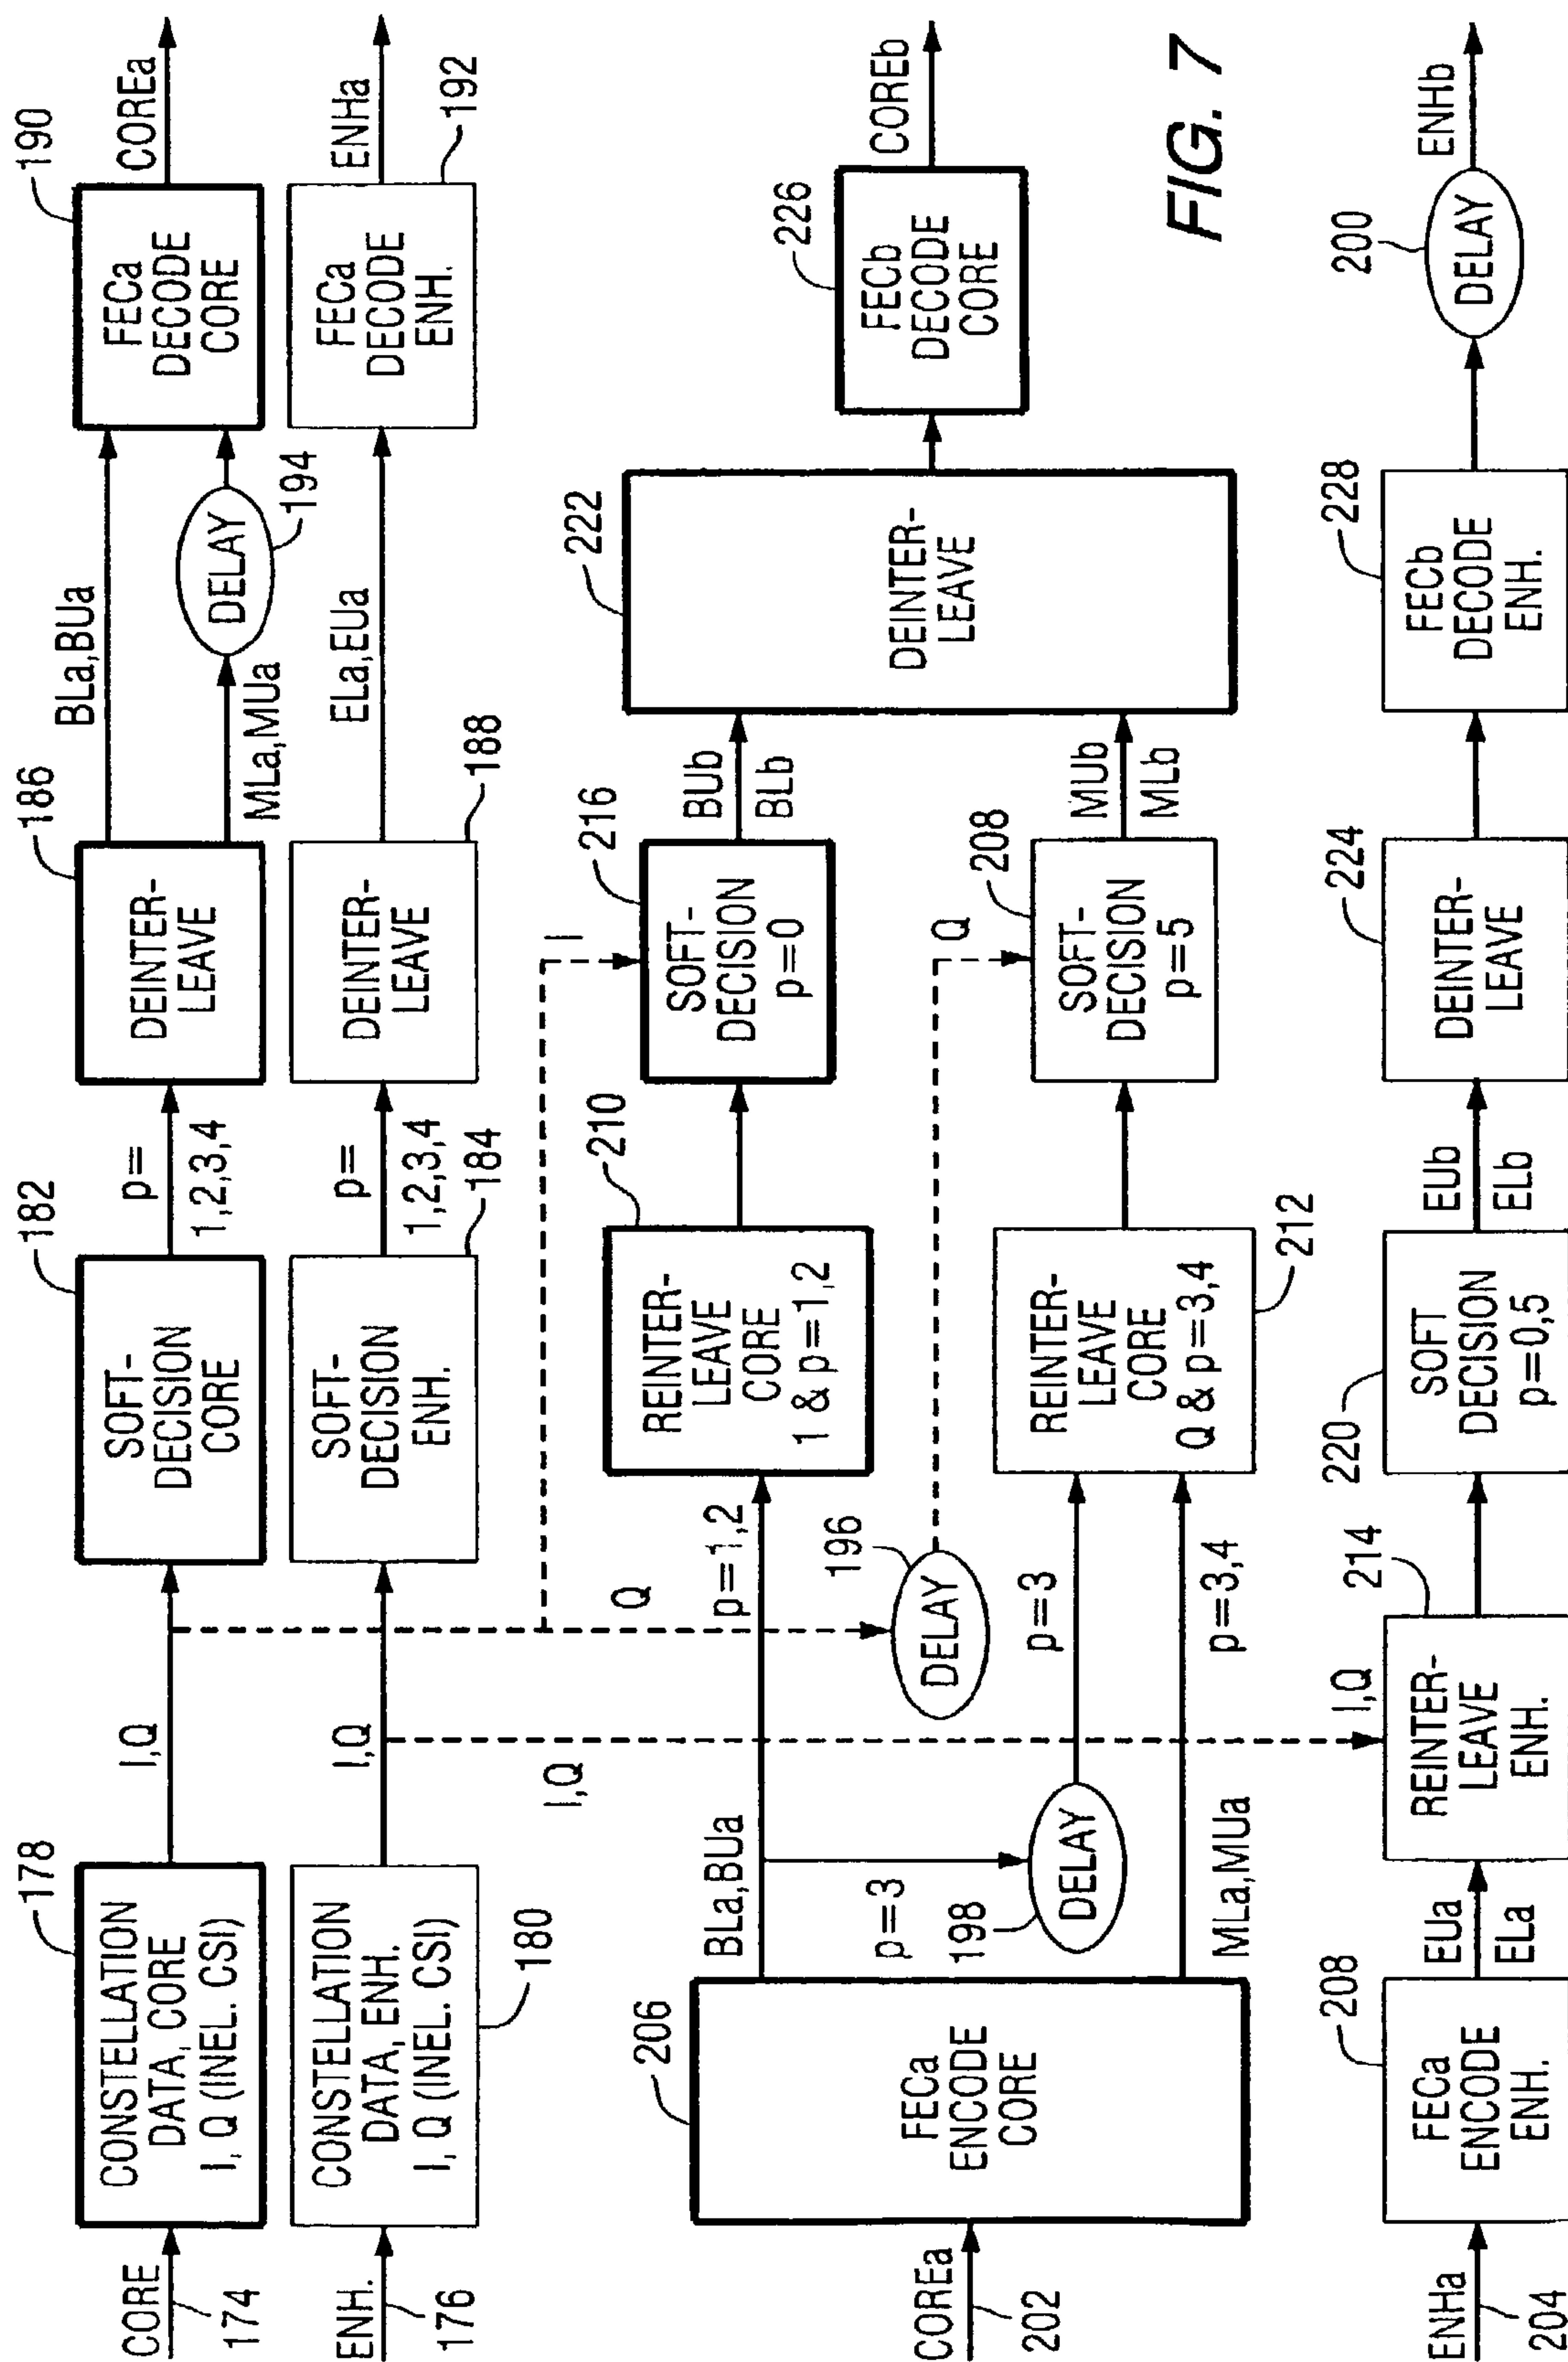 CORE
174
CONSTELLATION
DATA, CORE
I, Q (INEL. CSI)
178
I,Q
SOFT-
DECISION
CORE
182
p=
1,2,3,4
DEINTER-
LEAVE
186
BLa,BUa
MLa,MUa
DELAY
194
FECa
DECODE
CORE
190
COREa
ENH.
176
CONSTELLATION
DATA, ENH.
I, Q (INEL. CSI)
180
I,Q
SOFT-
DECISION
ENH.
184
p=
1,2,3,4
DEINTER-
LEAVE
188
ELa,EUa
FECa
DECODE
ENH.
192
ENHa
I,Q
Q
I
COREa
202
FECa
ENCODE
CORE
206
BLa,BUa
p=1,2
REINTER-
LEAVE
CORE
1 & p=1,2
210
SOFT-
DECISION
p=0
216
BUb
BLb
DEINTER-
LEAVE
222
FECb
DECODE
CORE
226
COREb
p=3
198
DELAY
p=3
196
DELAY
Q
MLa,MUa
p=3,4
REINTER-
LEAVE
CORE
Q & p=3,4
212
SOFT-
DECISION
p=5
208
MUb
MLb
FIG. 7
ENHa
204
FECa
ENCODE
ENH.
208
EUa
ELa
I,Q
REINTER-
LEAVE
ENH.
214
SOFT
DECISION
p=0,5
220
EUb
ELb
DEINTER-
LEAVE
224
FECb
DECODE
ENH.
228
DELAY
200
ENHb